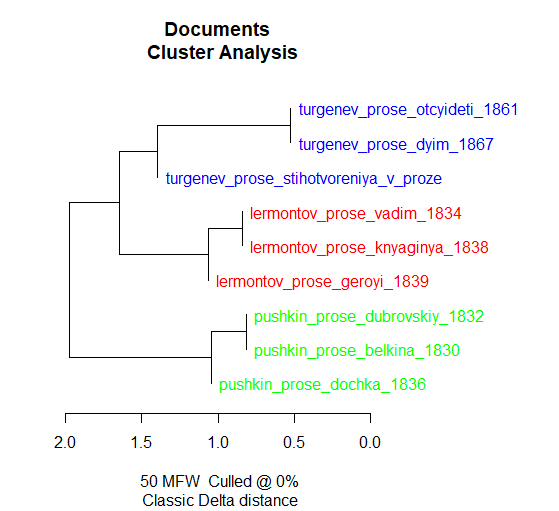 Documents
Cluster Analysis
turgenev_prose_otcyideti_1861
turgenev_prose_dyim_1867
turgenev_prose_stihotvoreniya_v_proze
lermontov_prose_vadim_1834
lermontov_prose_knyaginya_1838
lermontov_prose_geroyi_1839
pushkin_prose_dubrovskiy_1832
pushkin_prose_belkina_1830
pushkin_prose_dochka_1836
2.0 1.5 1.0 0.5 0.0
50 MFW Culled @ 0%
Classic Delta distance